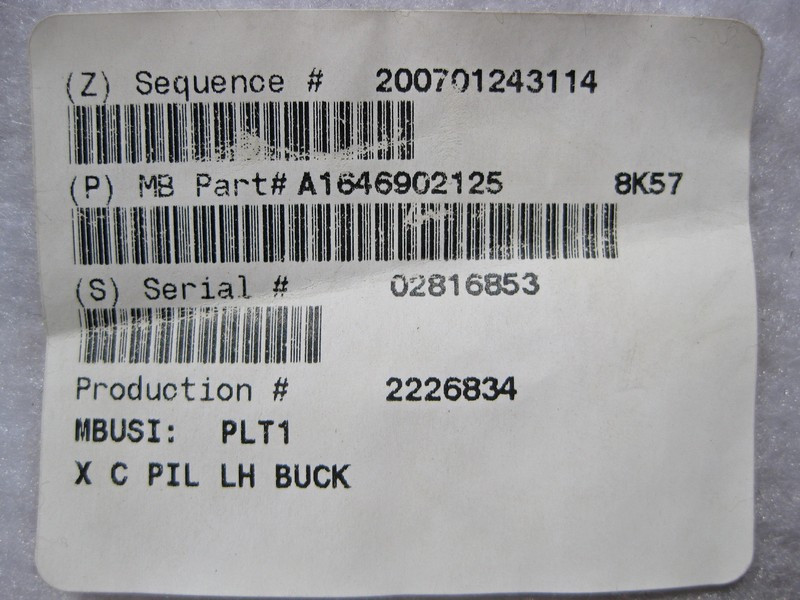 (Z) Sequence # 200701243114
(P) MB Part# A1646902125 8K57
(S) Serial # 02816853
Production # 2226834
MBUSI: PLT1
X C PIL LH BUCK